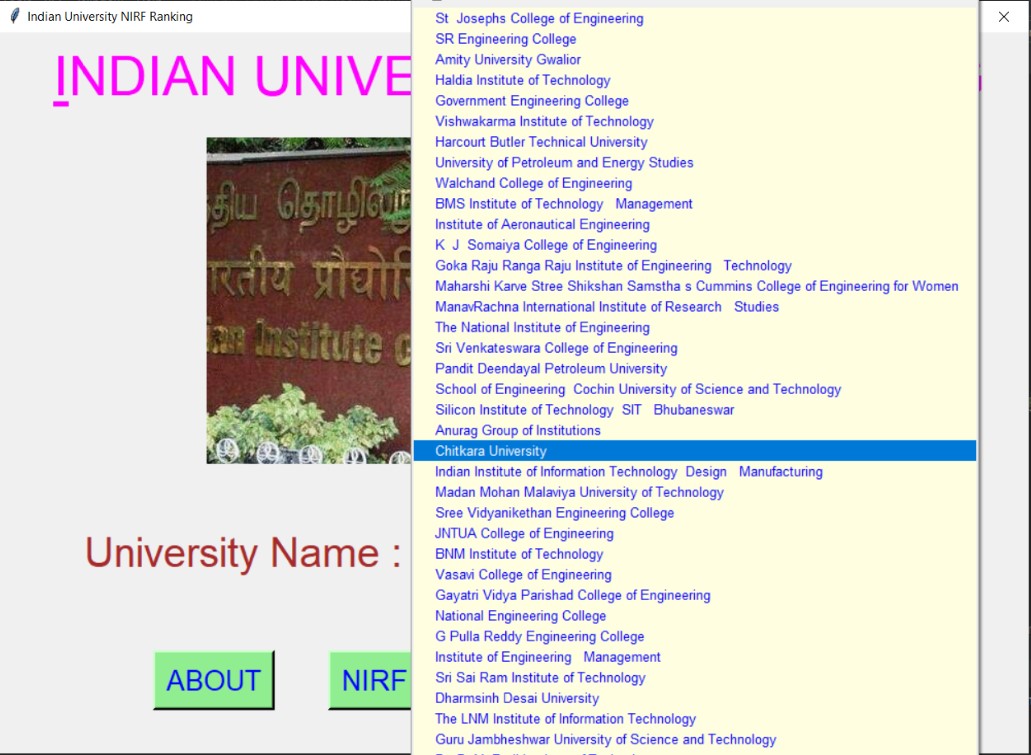 Indian University NIRF Ranking
INDIAN UNIVE
தொழில்
भारतीय प्रौद्योगि
Institute
University Name :
ABOUT
NIRF
St  Josephs College of Engineering
SR Engineering College
Amity University Gwalior
Haldia Institute of Technology
Government Engineering College
Vishwakarma Institute of Technology
Harcourt Butler Technical University
University of Petroleum and Energy Studies
Walchand College of Engineering
BMS Institute of Technology   Management
Institute of Aeronautical Engineering
K  J  Somaiya College of Engineering
Goka Raju Ranga Raju Institute of Engineering   Technology
Maharshi Karve Stree Shikshan Samstha s Cummins College of Engineering for Women
ManavRachna International Institute of Research   Studies
The National Institute of Engineering
Sri Venkateswara College of Engineering
Pandit Deendayal Petroleum University
School of Engineering  Cochin University of Science and Technology
Silicon Institute of Technology  SIT   Bhubaneswar
Anurag Group of Institutions
Chitkara University
Indian Institute of Information Technology  Design   Manufacturing
Madan Mohan Malaviya University of Technology
Sree Vidyanikethan Engineering College
JNTUA College of Engineering
BNM Institute of Technology
Vasavi College of Engineering
Gayatri Vidya Parishad College of Engineering
National Engineering College
G Pulla Reddy Engineering College
Institute of Engineering   Management
Sri Sai Ram Institute of Technology
Dharmsinh Desai University
The LNM Institute of Information Technology
Guru Jambheshwar University of Science and Technology